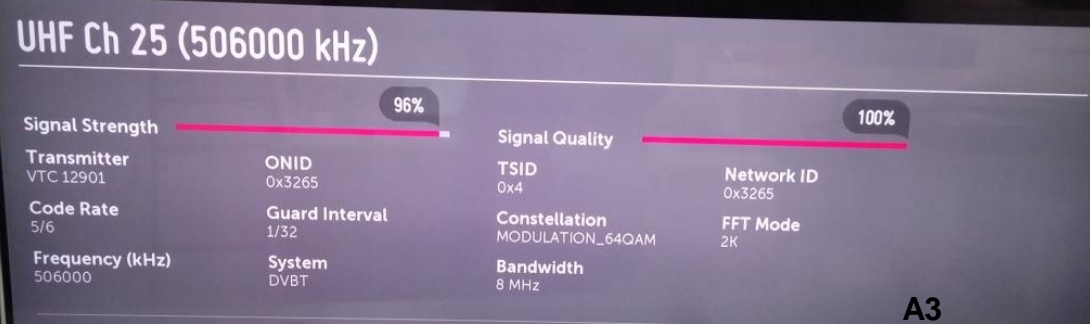 UHF Ch 25 (506000 kHz)
96%
Signal Strength
100%
Signal Quality
Transmitter
VTC 12901
ONID
0x3265
TSID
0x4
Network ID
0x3265
Code Rate
5/6
Guard Interval
1/32
Constellation
MODULATION_64QAM
FFT Mode
2K
Frequency (kHz)
506000
System
DVBT
Bandwidth
8 MHz
A3